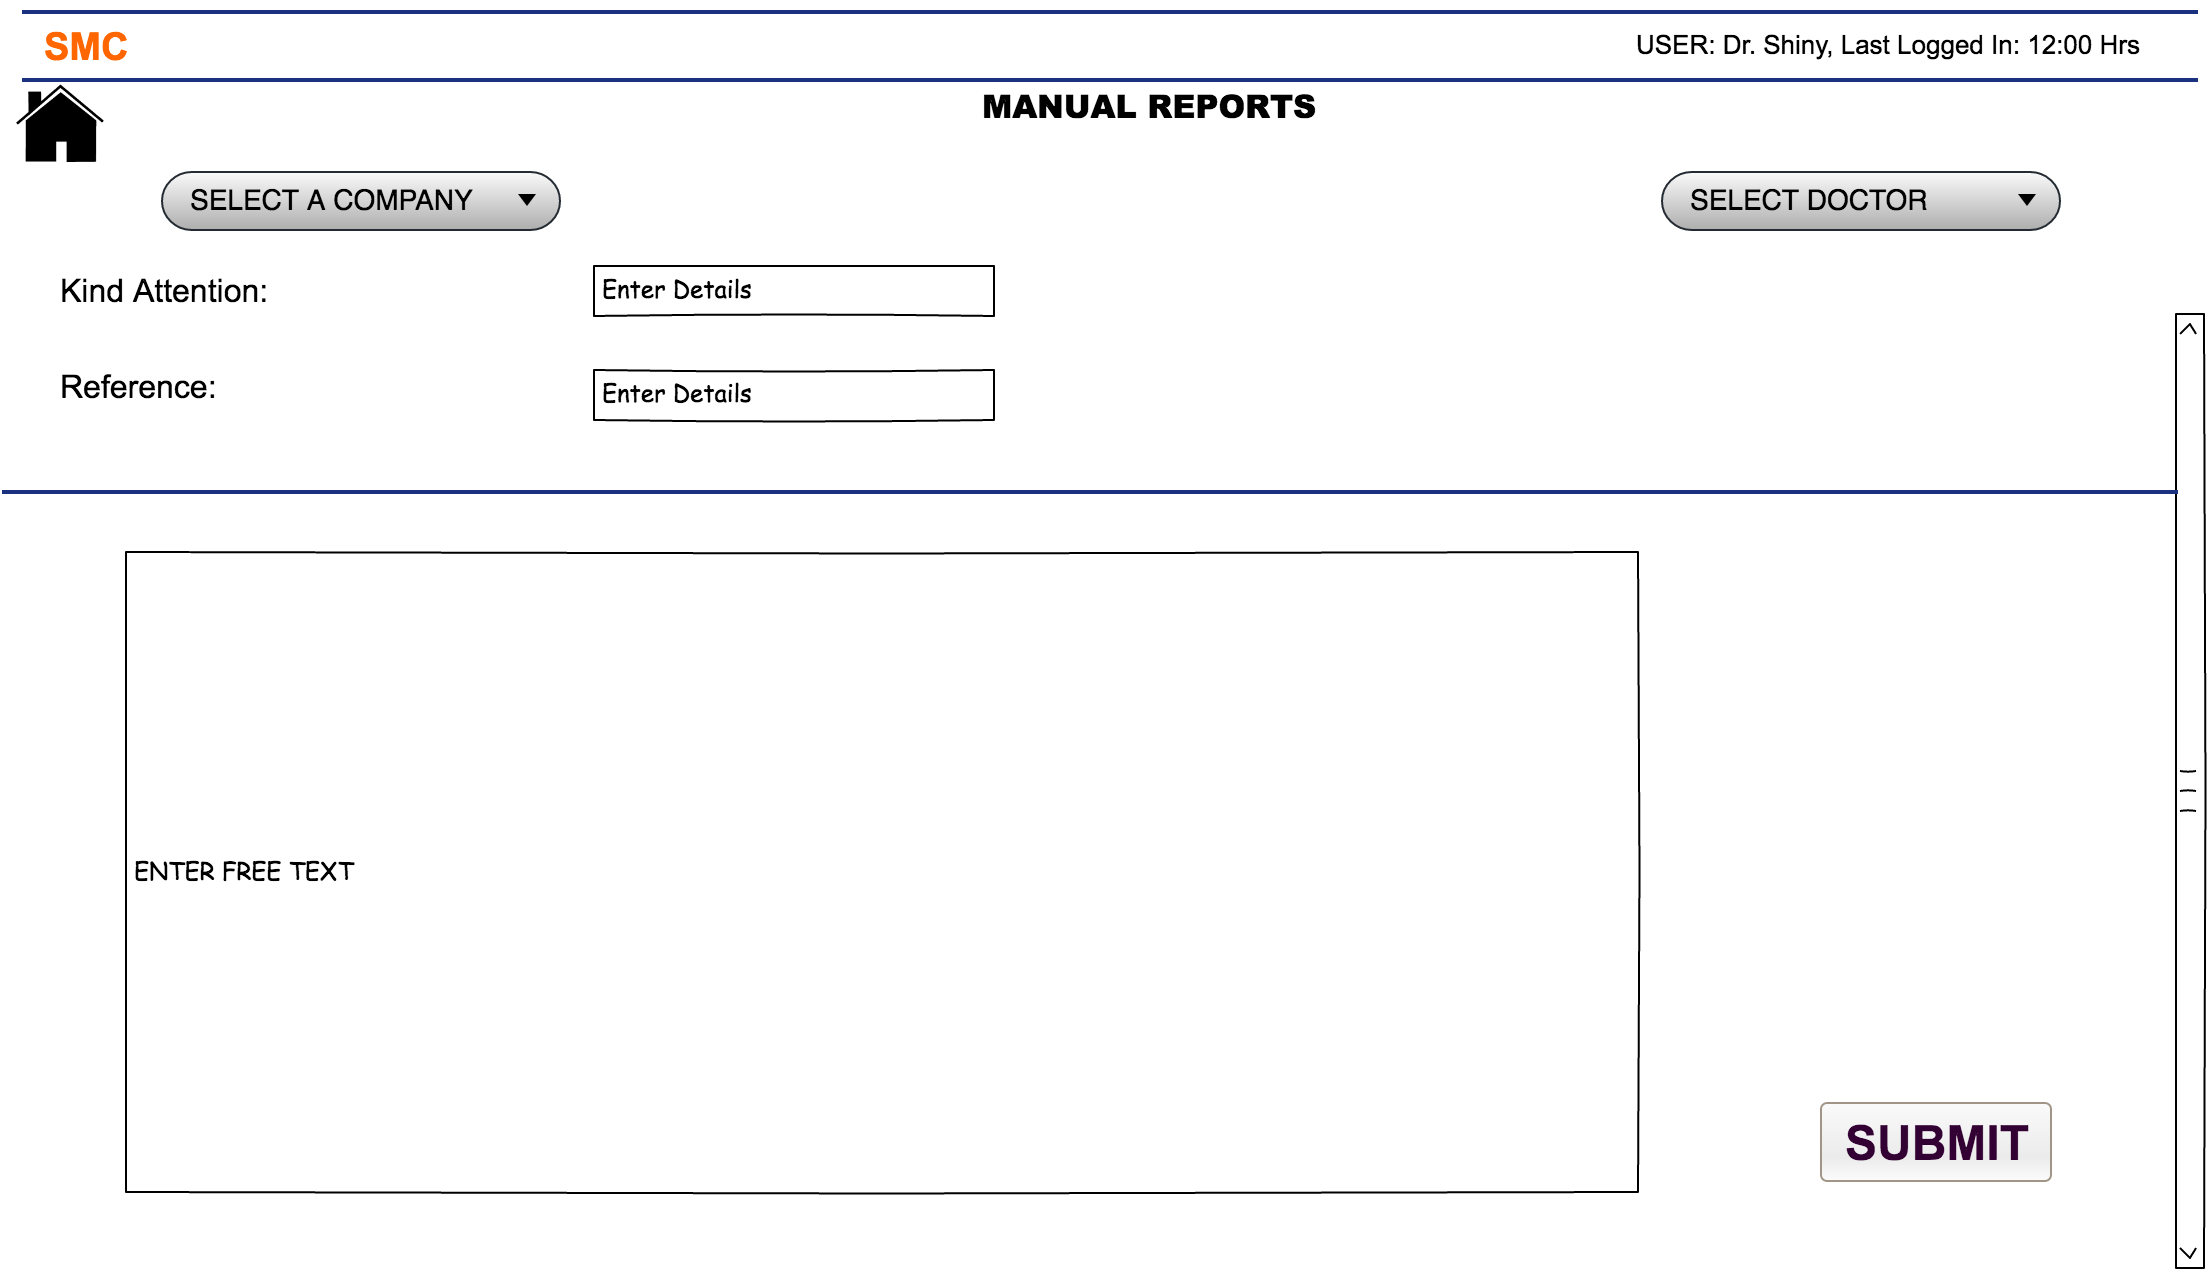 SMC
USER: Dr. Shiny, Last Logged In: 12:00 Hrs
MANUAL REPORTS
SELECT A COMPANY
SELECT DOCTOR
Kind Attention:
Enter Details
Reference:
Enter Details
ENTER FREE TEXT
SUBMIT